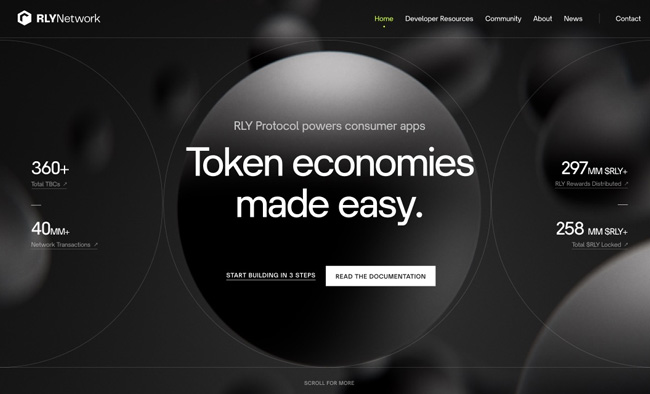 RLYNetwork
Home Developer Resources Community About News Contact
RLY Protocol powers consumer apps
Token economies
made easy.
START BUILDING IN 3 STEPS
READ THE DOCUMENTATION
360+
Total TBCs ↗
40MM+
Network Transactions ↗
297MM $RLY+
RLY Rewards Distributed ↗
258 MM $RLY+
Total $RLY Locked ↗
SCROLL FOR MORE